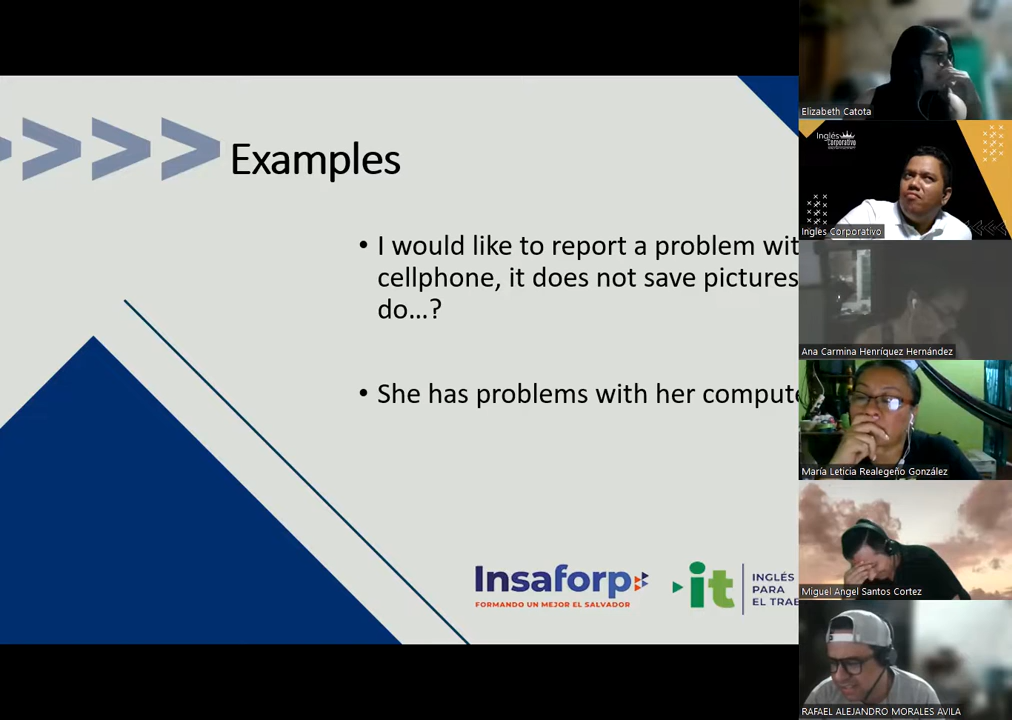 Examples
• I would like to report a problem wit
cellphone, it does not save pictures
do...?
• She has problems with her compute
Insaforp
FORMANDO UN MEJOR EL SALVADOR
it
INGLÉS
PARA
EL TRAB
Elizabeth Catota
Inglés
Corporativo
Ingles Corporativo
Ana Carmina Henríquez Hernández
María Leticia Realegeño González
Miguel Angel Santos Cortez
RAFAEL ALEJANDRO MORALES AVILA